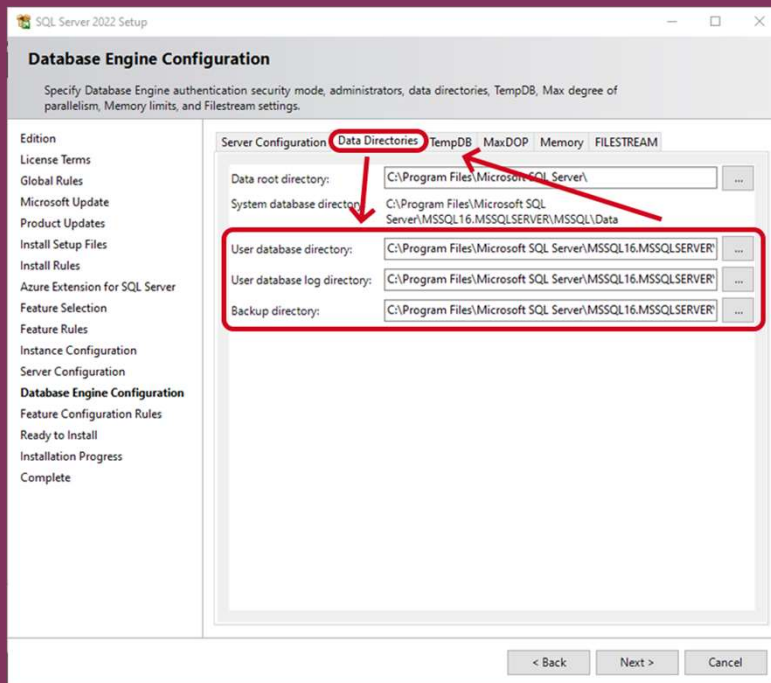 SQL Server 2022 Setup
Database Engine Configuration
Specify Database Engine authentication security mode, administrators, data directories, TempDB, Max degree of
parallelism, Memory limits, and Filestream settings.
Edition
License Terms
Global Rules
Microsoft Update
Product Updates
Install Setup Files
Install Rules
Azure Extension for SQL Server
Feature Selection
Feature Rules
Instance Configuration
Server Configuration
Database Engine Configuration
Feature Configuration Rules
Ready to Install
Installation Progress
Complete
Server Configuration Data Directories TempDB MaxDOP Memory FILESTREAM
Data root directory: C:\Program Files\Microsoft SQL Server\ ...
System database directory: C:\Program Files\Microsoft SQL
Server\MSSQL16.MSSQLSERVER\MSSQL\Data
User database directory: C:\Program Files\Microsoft SQL Server\MSSQL16.MSSQLSERVER\ ...
User database log directory: C:\Program Files\Microsoft SQL Server\MSSQL16.MSSQLSERVER\ ...
Backup directory: C:\Program Files\Microsoft SQL Server\MSSQL16.MSSQLSERVER\ ...
< Back Next > Cancel